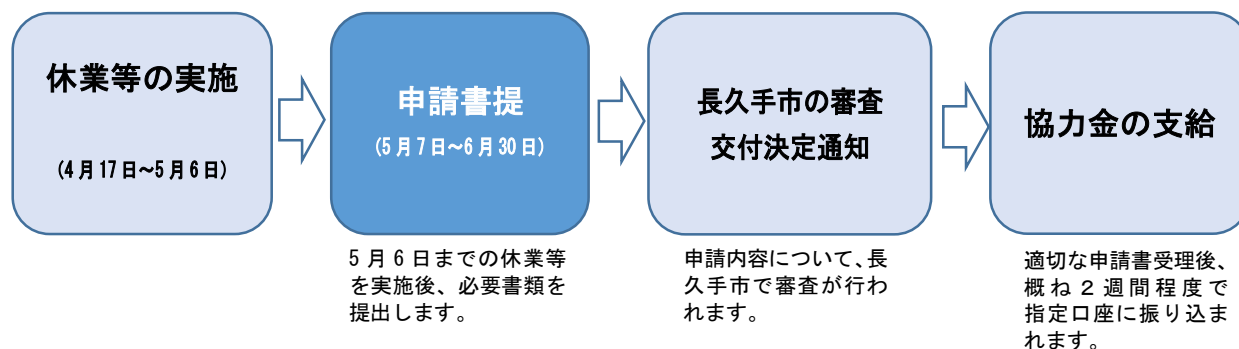 休業等の実施
(4月17日~5月6日)
申請書提
(5月7日~6月30日)
長久手市の審査
交付決定通知
協力金の支給
5月6日までの休業等
を実施後、必要書類を
提出します。
申請内容について、長
久手市で審査が行わ
れます。
適切な申請書受理後、
概ね2週間程度で
指定口座に振り込ま
れます。